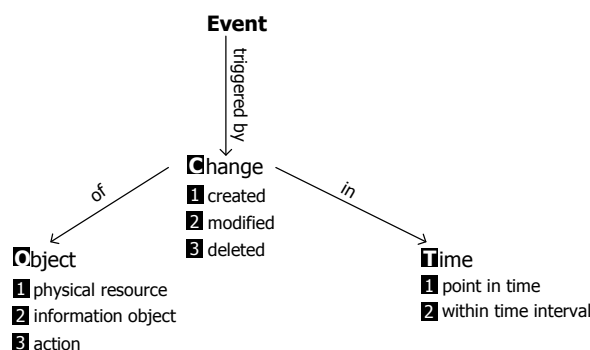 Event
triggered by
Change
1 created
2 modified
3 deleted
of
in
Object
1 physical resource
2 information object
3 action
Time
1 point in time
2 within time interval